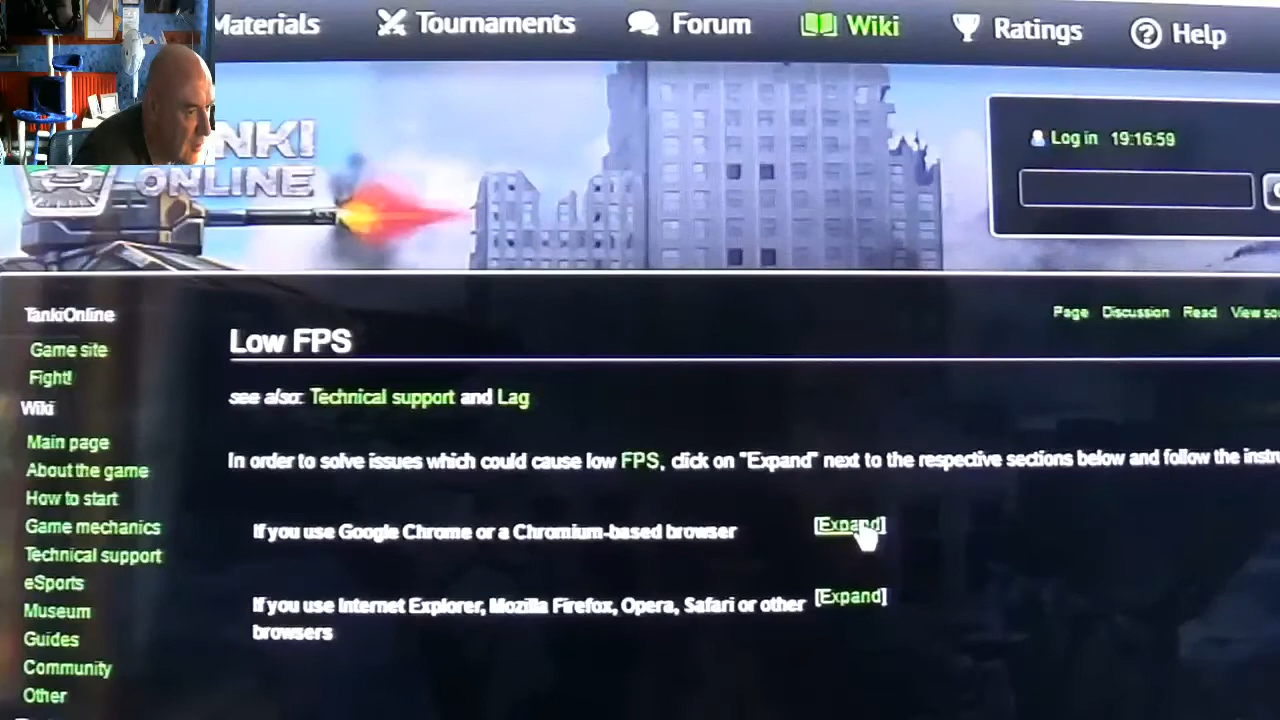 Materials
Tournaments
Forum
Wiki
Ratings
Help
NKI
ONLINE
Log in 19:16:59
TankiOnline
Game site
Fight!
Wiki
Main page
About the game
How to start
Game mechanics
Technical support
eSports
Museum
Guides
Community
Other
Page Discussion Read View
Low FPS
see also: Technical support and Lag
In order to solve issues which could cause low FPS, click on "Expand" next to the respective sections below and follow the
If you use Google Chrome or a Chromium-based browser
[Expand]
If you use Internet Explorer, Mozilla Firefox, Opera, Safari or other
browsers
[Expand]